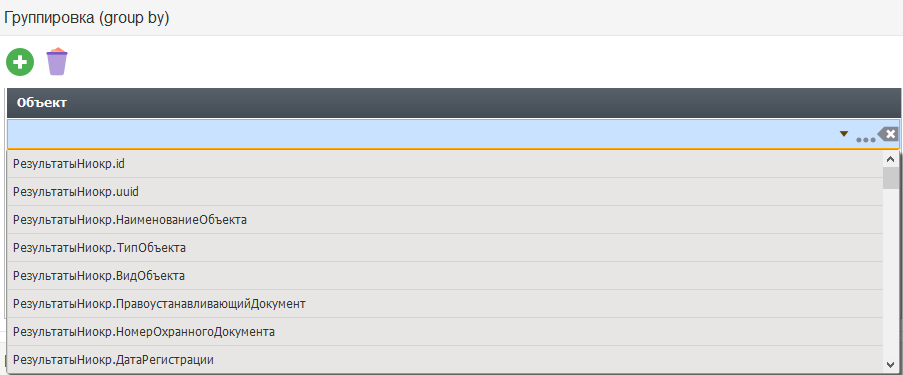 Группировка (group by)
Объект
РезультатыНиокр.id
РезультатыНиокр.uuid
РезультатыНиокр.НаименованиеОбъекта
РезультатыНиокр.ТипОбъекта
РезультатыНиокр.ВидОбъекта
РезультатыНиокр.ПравоустанавливающийДокумент
РезультатыНиокр.НомерОхранногоДокумента
РезультатыНиокр.ДатаРегистрации